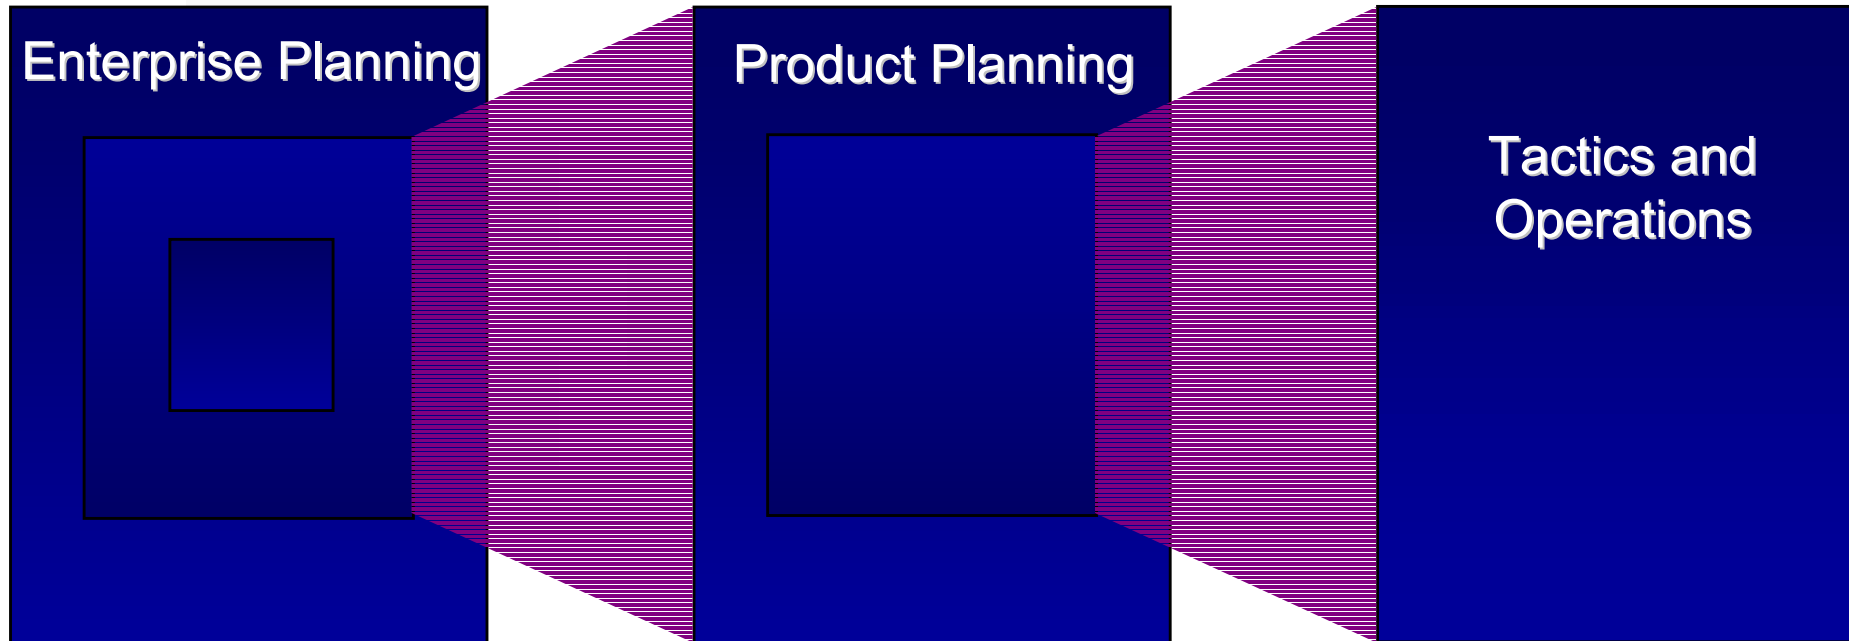 Enterprise Planning
Product Planning
Tactics and
Operations